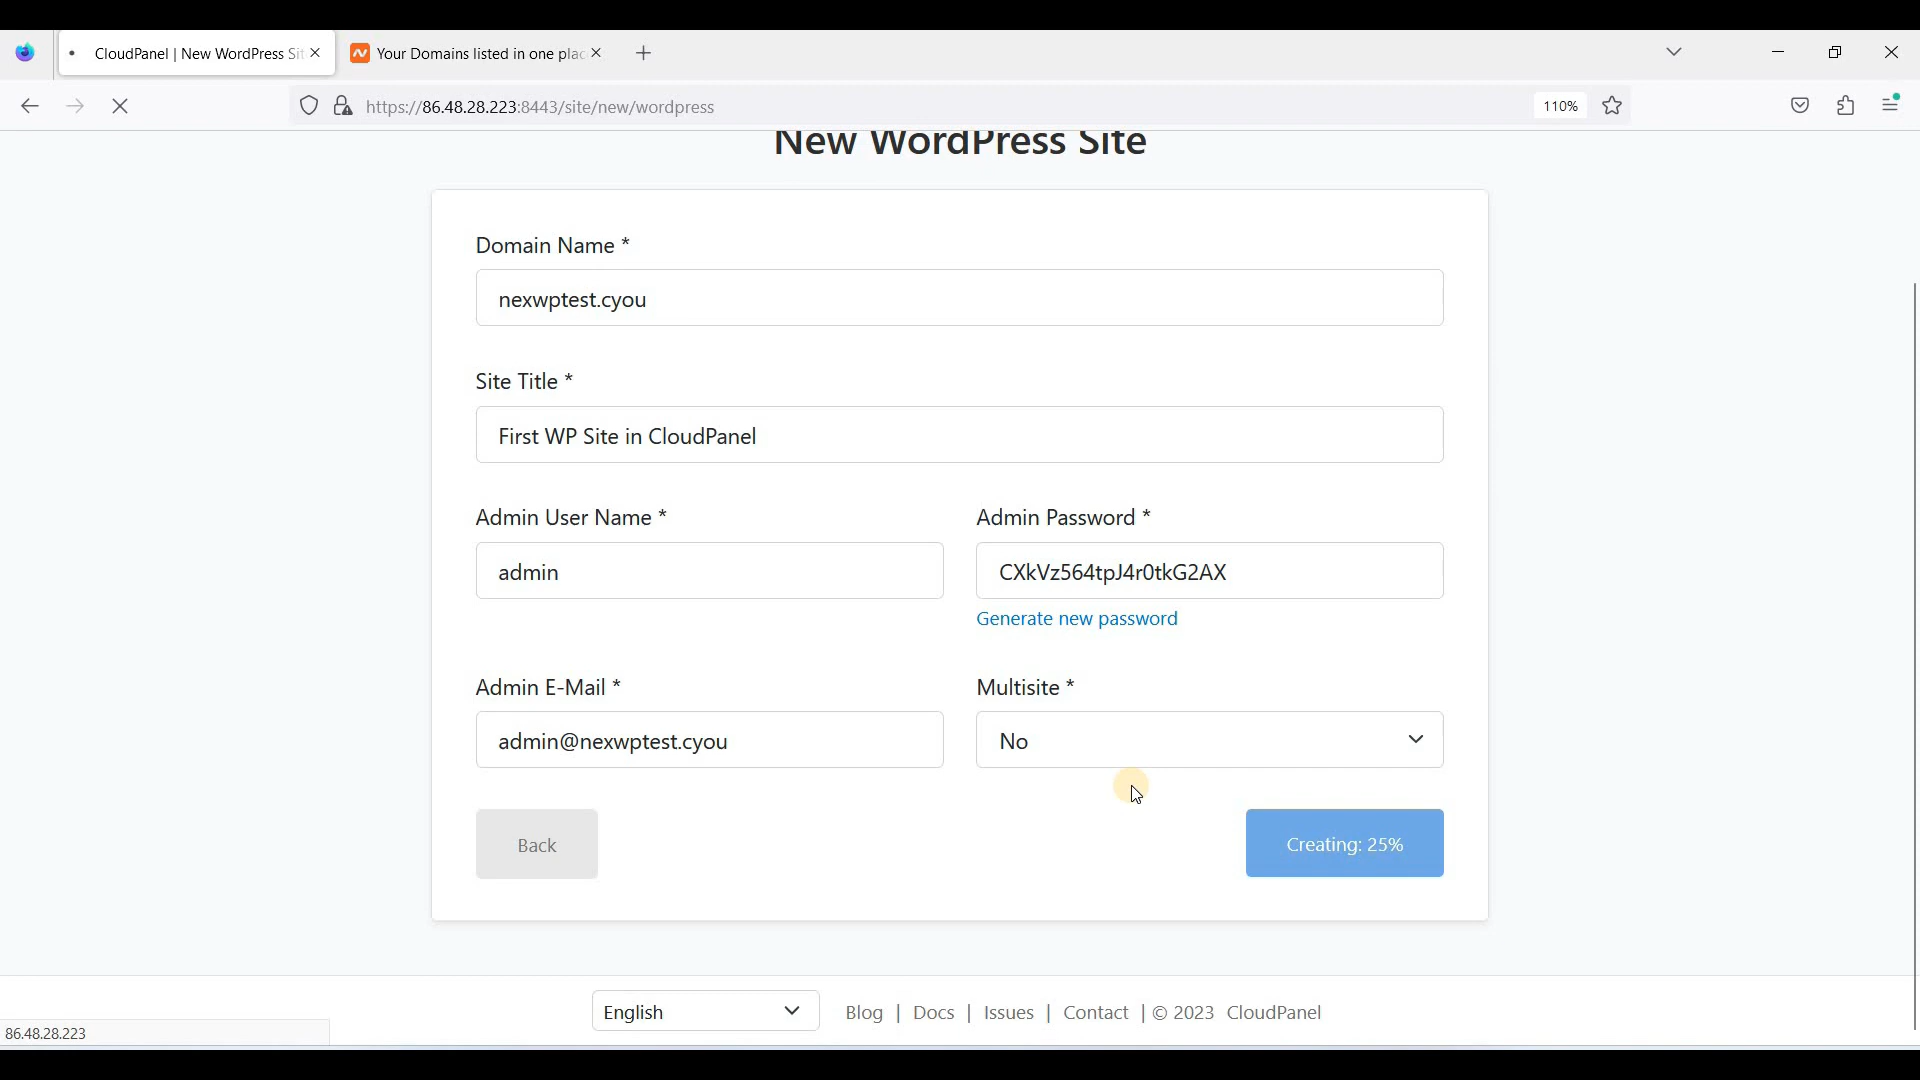 CloudPanel | New WordPress Sit
Your Domains listed in one plac
https://86.48.28.223:8443/site/new/wordpress
110%
New WordPress Site
Domain Name *
nexwptest.cyou
Site Title *
First WP Site in CloudPanel
Admin User Name *
Admin Password *
admin
CXkVz564tpJ4r0tkG2AX
Generate new password
Admin E-Mail *
Multisite *
admin@nexwptest.cyou
No
Back
Creating: 25%
English
Blog | Docs | Issues | Contact | © 2023 CloudPanel
86.48.28.223